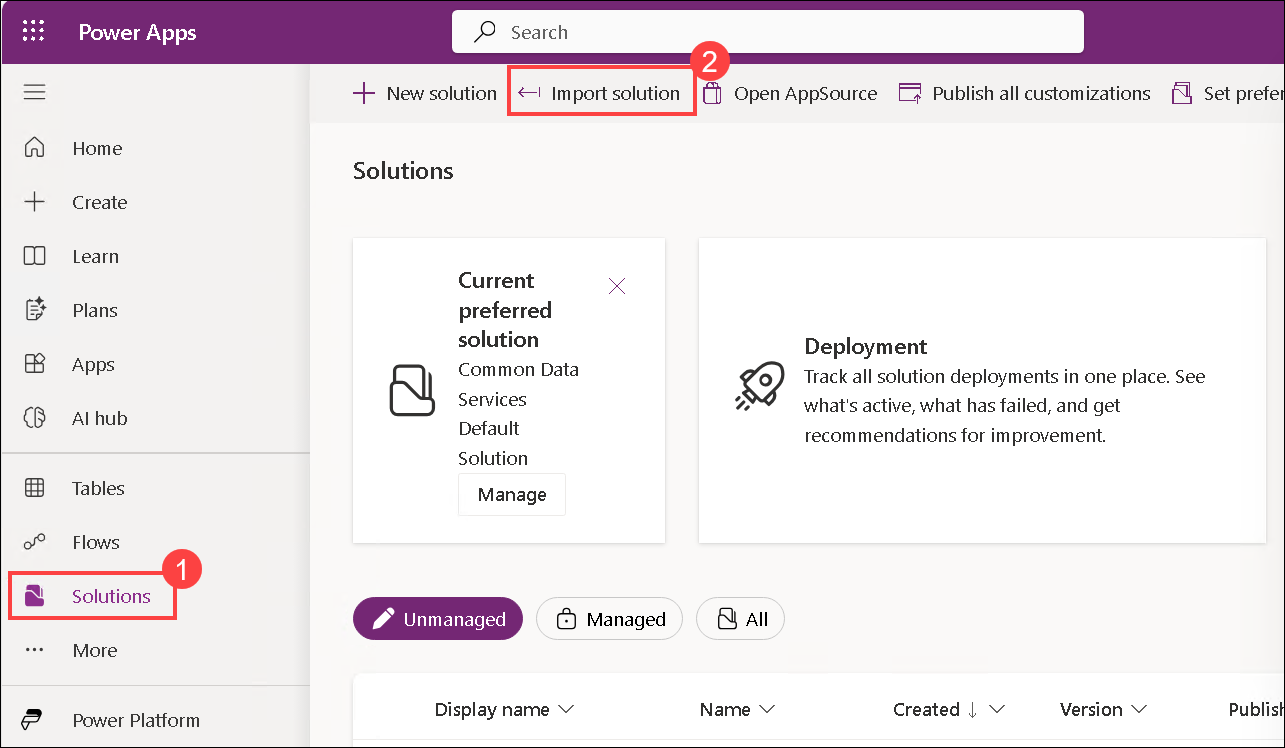 Power Apps
Search
2
New solution
Import solution
Open AppSource
Publish all customizations
Set prefer
Home
Create
Learn
Plans
Apps
AI hub
Tables
Flows
1
Solutions
More
Power Platform
Solutions
Current
preferred
solution
Common Data
Services
Default
Solution
Manage
Deployment
Track all solution deployments in one place. See
what's active, what has failed, and get
recommendations for improvement.
Unmanaged
Managed
All
Display name
Name
Created
Version
Publish